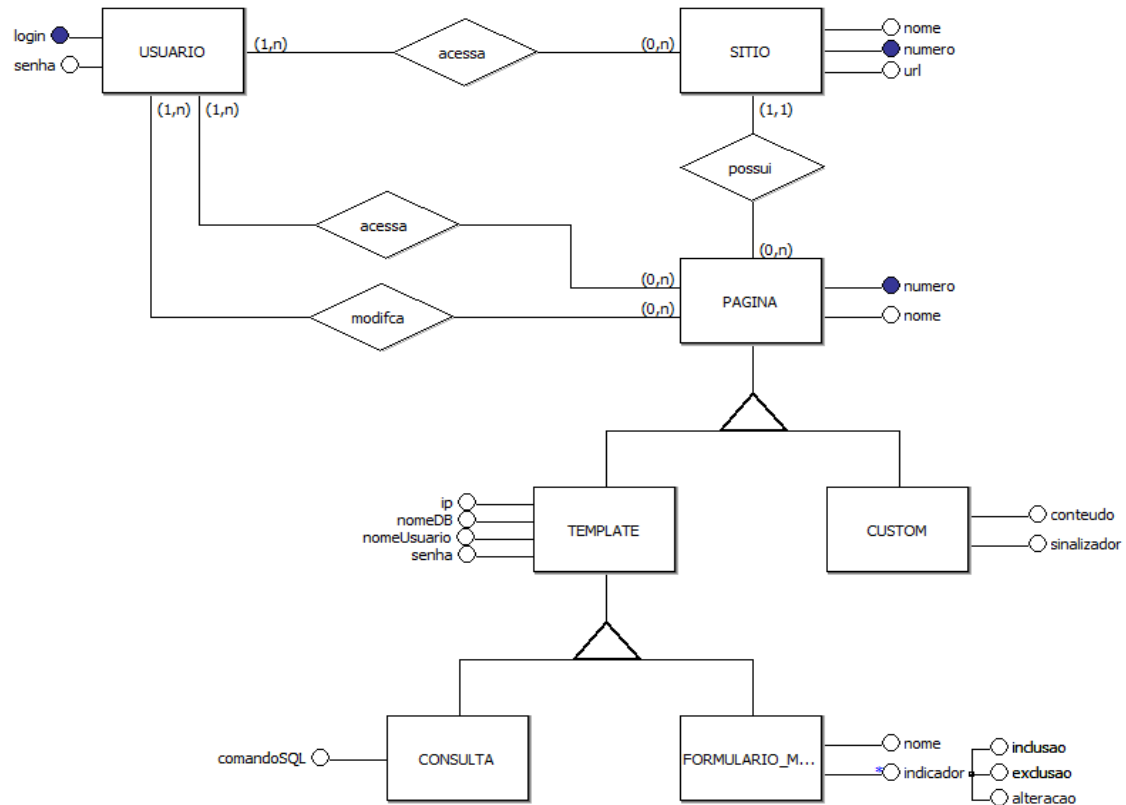 login
senha
USUARIO
(1,n)
acessa
(0,n)
SITIO
nome
numero
url
(1,n)
(1,n)
(1,1)
possui
acessa
(0,n)
(0,n)
modifca
(0,n)
PAGINA
numero
nome
ip
nomeDB
nomeUsuario
senha
TEMPLATE
CUSTOM
conteudo
sinalizador
comandoSQL
CONSULTA
FORMULARIO_M...
nome
* indicador
inclusao
exclusao
alteracao